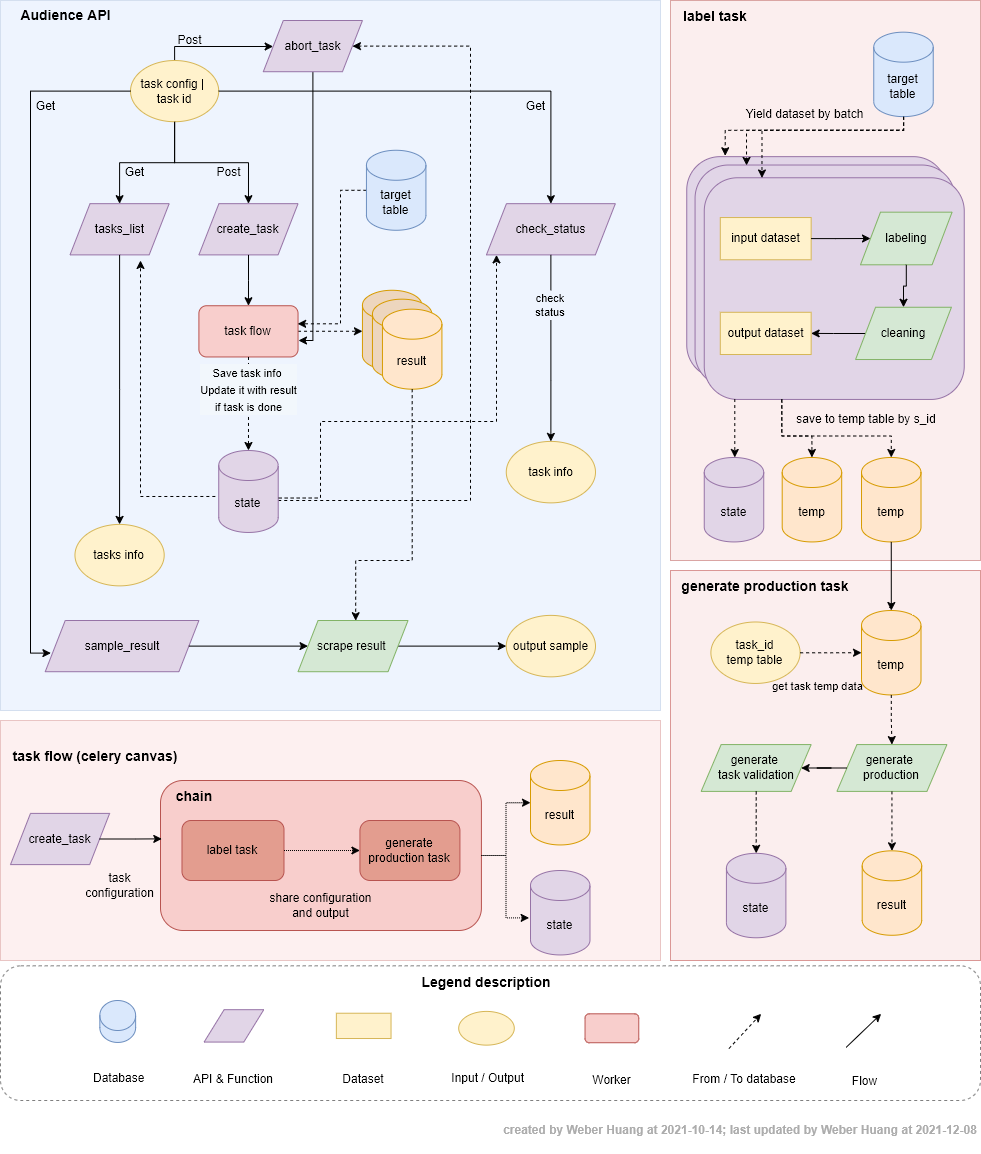 Audience API
Post
abort_task
task config |
task id
Get
Get
Get
Post
target
table
tasks_list
create_task
check_status
check
status
task flow
result
Save task info
Update it with result
if task is done
state
task info
tasks info
sample_result
scrape result
output sample
label task
target
table
Yield dataset by batch
input dataset
labeling
output dataset
cleaning
save to temp table by s_id
state
temp
temp
generate production task
task_id
temp table
temp
get task temp data
generate
task validation
generate
production
state
result
task flow (celery canvas)
chain
create_task
label task
generate
production task
task
configuration
share configuration
and output
result
state
Legend description
Database
API & Function
Dataset
Input / Output
Worker
From / To database
Flow
created by Weber Huang at 2021-10-14; last updated by Weber Huang at 2021-12-08